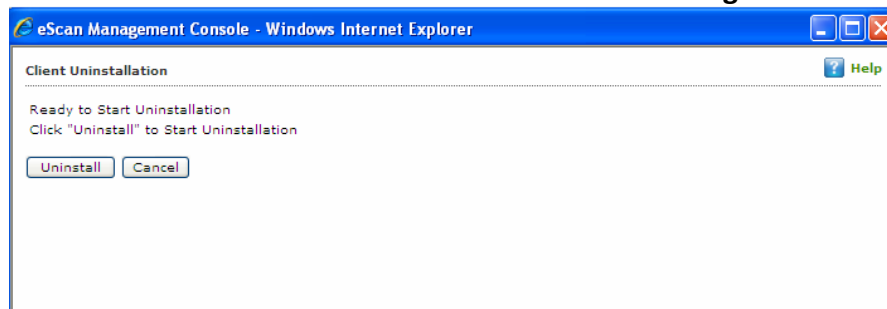 eScan Management Console - Windows Internet Explorer
Client Uninstallation
? Help
Ready to Start Uninstallation
Click "Uninstall" to Start Uninstallation
Uninstall Cancel